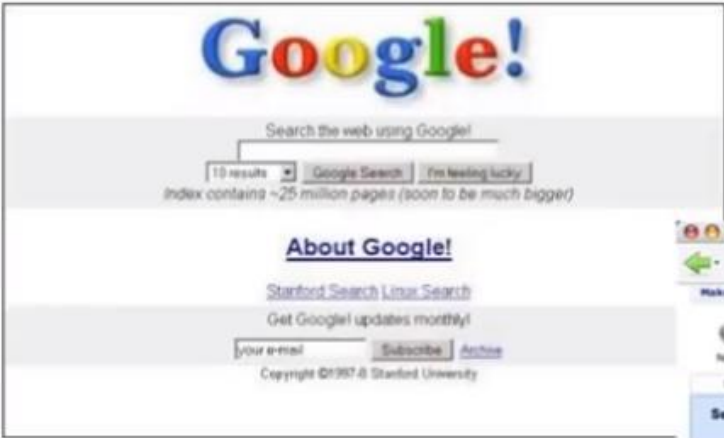 Google!
Search the web using Google!
10 results Google Search I'm feeling lucky
Index contains ~25 million pages (soon to be much bigger)
About Google!
Stanford Search Linux Search
Get Google! updates monthly!
your e-mail Subscribe Archive
Copyright ©1997-8 Stanford University